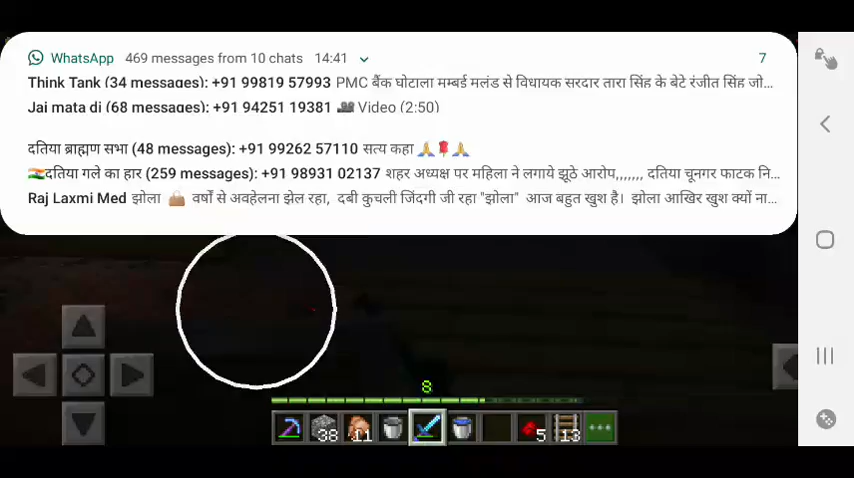 WhatsApp 469 messages from 10 chats 14:41 7
Think Tank (34 messages): +91 99819 57993 PMC बैंक घोटाला मम्बई मलंड से विधायक सरदार तारा सिंह के बेटे रंजीत सिंह जो...
Jai mata di (68 messages): +91 94251 19381 🎥 Video (2:50)
दतिया ब्राह्मण सभा (48 messages): +91 99262 57110 सत्य कहा 🙏🌹🙏
🇮🇳दतिया गले का हार (259 messages): +91 98931 02137 शहर अध्यक्ष पर महिला ने लगाये झूठे आरोप,,,,,,, दतिया चूनगर फाटक नि...
Raj Laxmi Med झोला 👜 वर्षों से अवहेलना झेल रहा, दबी कुचली जिंदगी जी रहा "झोला" आज बहुत खुश है। झोला आखिर खुश क्यों ना...
8
38 11 5 13